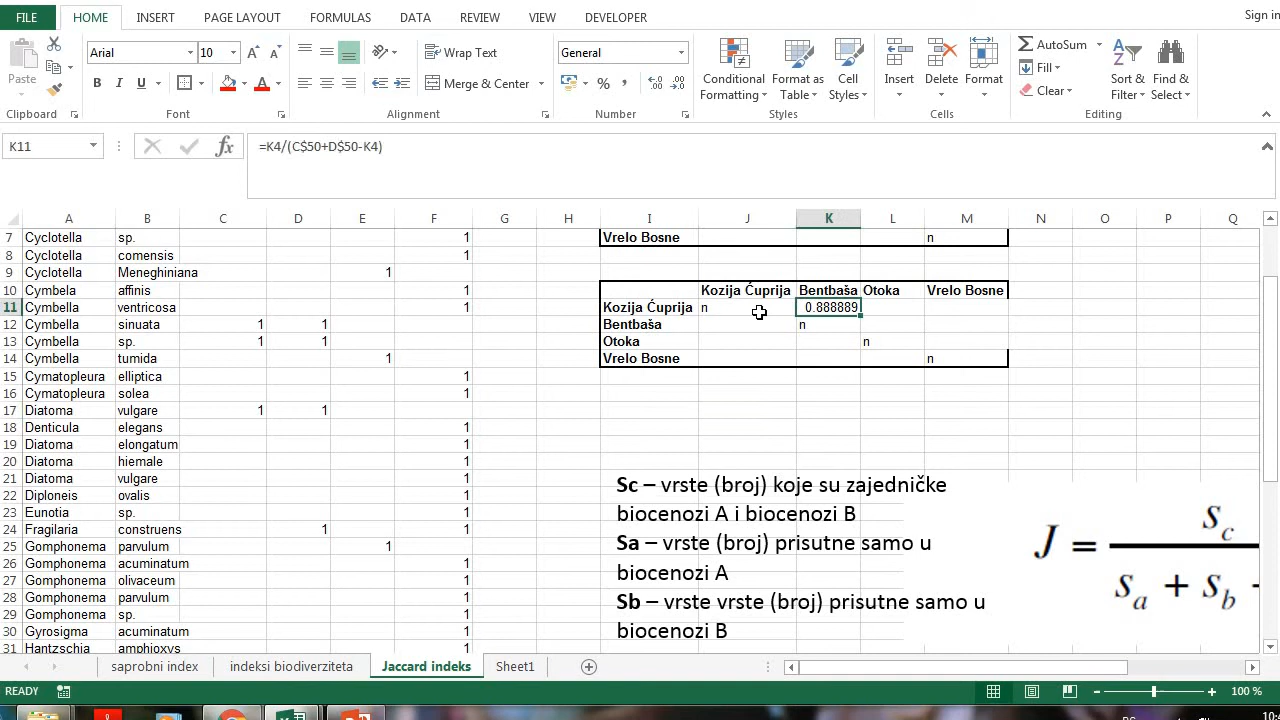 FILE HOME INSERT PAGE LAYOUT FORMULAS DATA REVIEW VIEW DEVELOPER Sign in
Arial 10 Wrap Text General AutoSum
Fill
Paste B I U Merge & Center % Conditional Formatting Format as Table Cell Styles Insert Delete Format Clear Sort & Filter Find & Select
Clipboard Font Alignment Number Styles Cells Editing
K11 fx =K4/(C$50+D$50-K4)
A B C D E F G H I J K L M N O P Q
7 Cyclotella sp. 1 Vrelo Bosne n
8 Cyclotella comensis 1
9 Cyclotella Meneghiniana 1
10 Cymbela affinis 1 Kozija Ćuprija Bentbaša Otoka Vrelo Bosne
11 Cymbella ventricosa 1 Kozija Ćuprija n 0.888889
12 Cymbella sinuata 1 1 Bentbaša n
13 Cymbella sp. 1 1 Otoka n
14 Cymbella tumida 1 Vrelo Bosne n
15 Cymatopleura elliptica 1
16 Cymatopleura solea 1
17 Diatoma vulgare 1 1
18 Denticula elegans 1
19 Diatoma elongatum 1
20 Diatoma hiemale 1
21 Diatoma vulgare 1
22 Diploneis ovalis 1
23 Eunotia sp. 1
24 Fragilaria construens 1 1
25 Gomphonema parvulum 1
26 Gomphonema acuminatum 1
27 Gomphonema olivaceum 1
28 Gomphonema parvulum 1
29 Gomphonema sp. 1
30 Gyrosigma acuminatum 1
31 Hantzschia amphioxys 1
Sc – vrste (broj) koje su zajedničke
biocenozi A i biocenozi B
Sa – vrste (broj) prisutne samo u
biocenozi A
Sb – vrste vrste (broj) prisutne samo u
biocenozi B
J = s_c / s_a + s_b -
saprobni index indeksi biodiverziteta Jaccard indeks Sheet1
READY 100 %